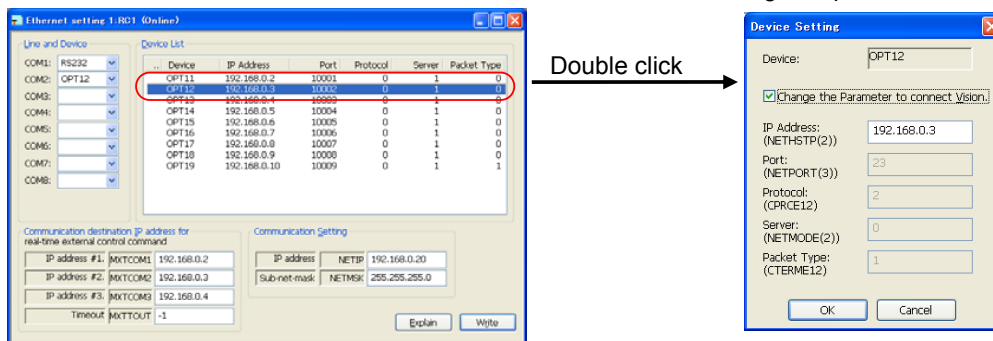 Ethernet setting 1:RC1 (Online)
Line and Device
COM1: RS232
COM2: OPT12
COM3:
COM4:
COM5:
COM6:
COM7:
COM8:
Device List
.. Device IP Address Port Protocol Server Packet Type
OPT11 192.168.0.2 10001 0 1 0
OPT12 192.168.0.3 10002 0 1 0
OPT13 192.168.0.4 10003 0 1 0
OPT14 192.168.0.5 10004 0 1 0
OPT15 192.168.0.6 10005 0 1 0
OPT16 192.168.0.7 10006 0 1 0
OPT17 192.168.0.8 10007 0 1 0
OPT18 192.168.0.9 10008 0 1 0
OPT19 192.168.0.10 10009 0 1 1
Communication destination IP address for
real-time external control command
IP address #1. MXTCOM1 192.168.0.2
IP address #2. MXTCOM2 192.168.0.3
IP address #3. MXTCOM3 192.168.0.4
Timeout MXTTOUT -1
Communication Setting
IP address NETIP 192.168.0.20
Sub-net-mask NETMSK 255.255.255.0
Explain Write
Double click
Device Setting
Device: OPT12
Change the Parameter to connect Vision.
IP Address: 192.168.0.3
(NETHSTP(2))
Port: 23
(NETPORT(3))
Protocol: 2
(CPRCE12)
Server: 0
(NETMODE(2))
Packet Type: 1
(CTERME12)
OK Cancel